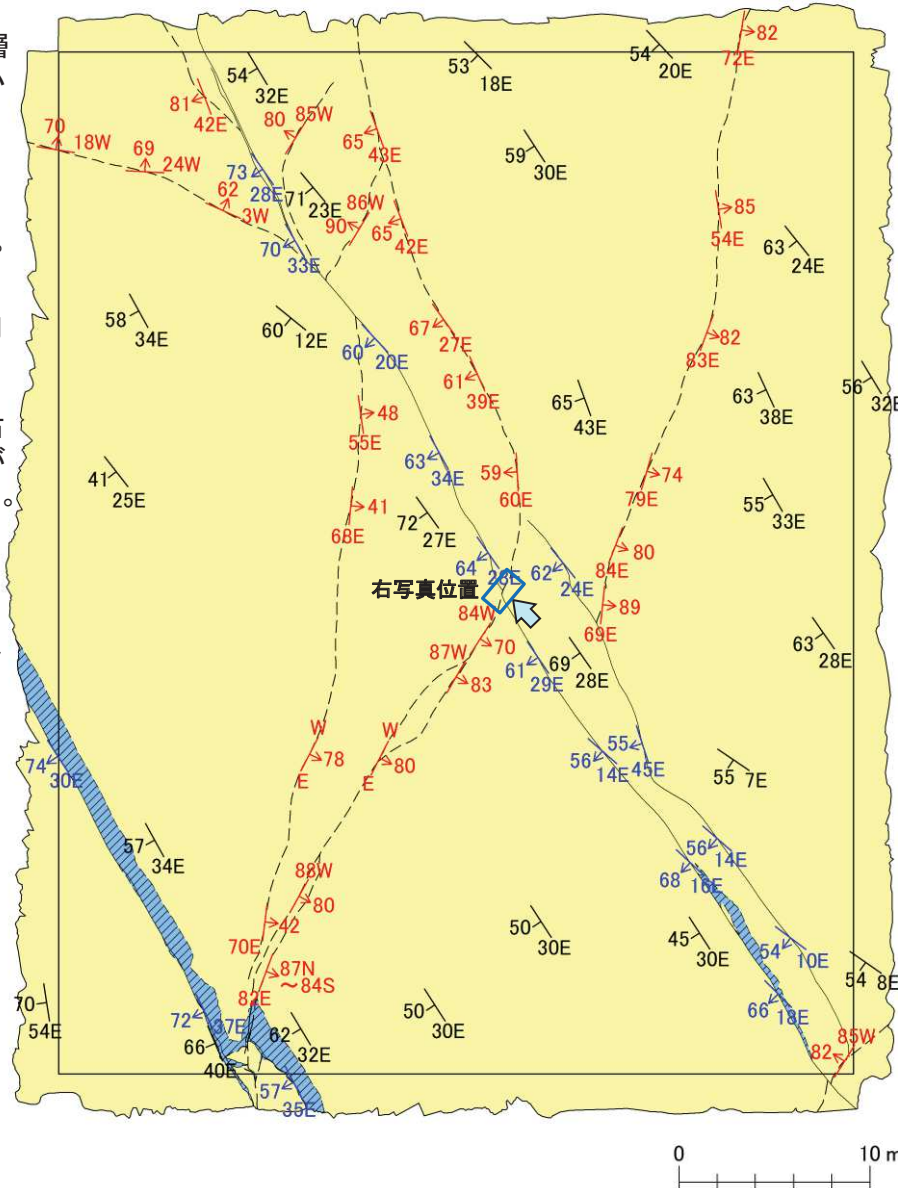 層
82
72E
54
32E
53
18E
54
20E
81
42E
80
85W
65
43E
70
18W
69
24W
59
30E
73
28E
62
3W
71
23E
86W
90
65
42E
85
54E
70
33E
63
24E
58
34E
60
12E
60
20E
67
27E
82
83E
61
39E
65
43E
63
38E
56
32E
48
55E
63
34E
59
60E
74
79E
41
25E
41
68E
72
27E
55
33E
80
84E
64
28E
62
24E
右写真位置
84W
89
69E
70
87W
83
61
29E
69
28E
63
28E
W
78
E
W
80
E
56
14E
55
45E
55
7E
74
30E
57
34E
56
14E
68
16E
88W
80
42
70E
50
30E
45
30E
54
10E
54
8E
87N
~84S
82E
70
54E
72
37E
62
32E
50
30E
66
18E
66
40E
57
35E
85W
82
0
10 m